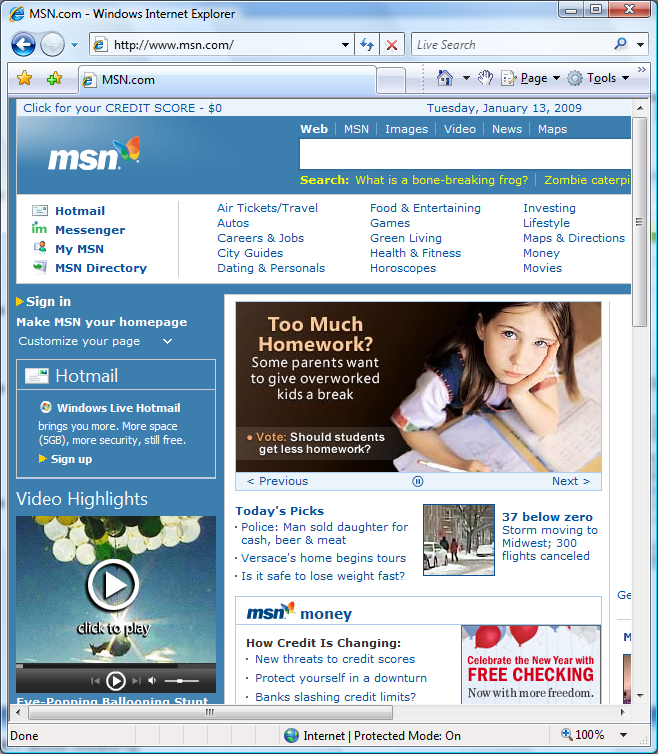 MSN.com - Windows Internet Explorer
http://www.msn.com/
Live Search
MSN.com
Page
Tools
Click for your CREDIT SCORE - $0
Tuesday, January 13, 2009
msn
Web | MSN | Images | Video | News | Maps
Search: What is a bone-breaking frog? | Zombie caterpi
Hotmail
Messenger
My MSN
MSN Directory
Air Tickets/Travel
Autos
Careers & Jobs
City Guides
Dating & Personals
Food & Entertaining
Games
Green Living
Health & Fitness
Horoscopes
Investing
Lifestyle
Maps & Directions
Money
Movies
Sign in
Make MSN your homepage
Customize your page
Hotmail
Windows Live Hotmail
brings you more. More space
(5GB), more security, still free.
Sign up
Video Highlights
click to play
Eye-Popping Ballooning Stunt
Too Much
Homework?
Some parents want
to give overworked
kids a break
• Vote: Should students
get less homework?
< Previous
Next >
Today's Picks
· Police: Man sold daughter for
cash, beer & meat
· Versace's home begins tours
· Is it safe to lose weight fast?
37 below zero
Storm moving to
Midwest; 300
flights canceled
Ge
M
msn money
How Credit Is Changing:
· New threats to credit scores
· Protect yourself in a downturn
· Banks slashing credit limits?
Celebrate the New Year with
FREE CHECKING
Now with more freedom.
Done
Internet | Protected Mode: On
100%